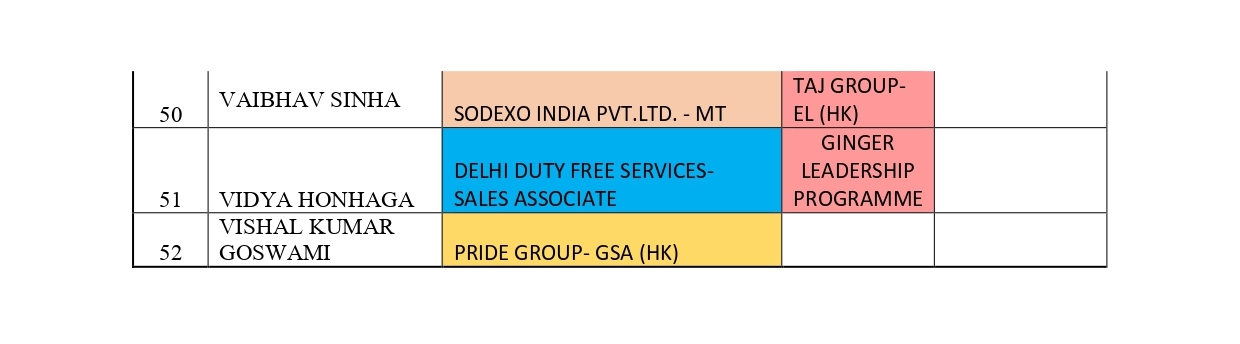 50
VAIBHAV SINHA
SODEXO INDIA PVT.LTD. - MT
TAJ GROUP-
EL (HK)
51
VIDYA HONHAGA
DELHI DUTY FREE SERVICES-
SALES ASSOCIATE
GINGER
LEADERSHIP
PROGRAMME
52
VISHAL KUMAR
GOSWAMI
PRIDE GROUP- GSA (HK)